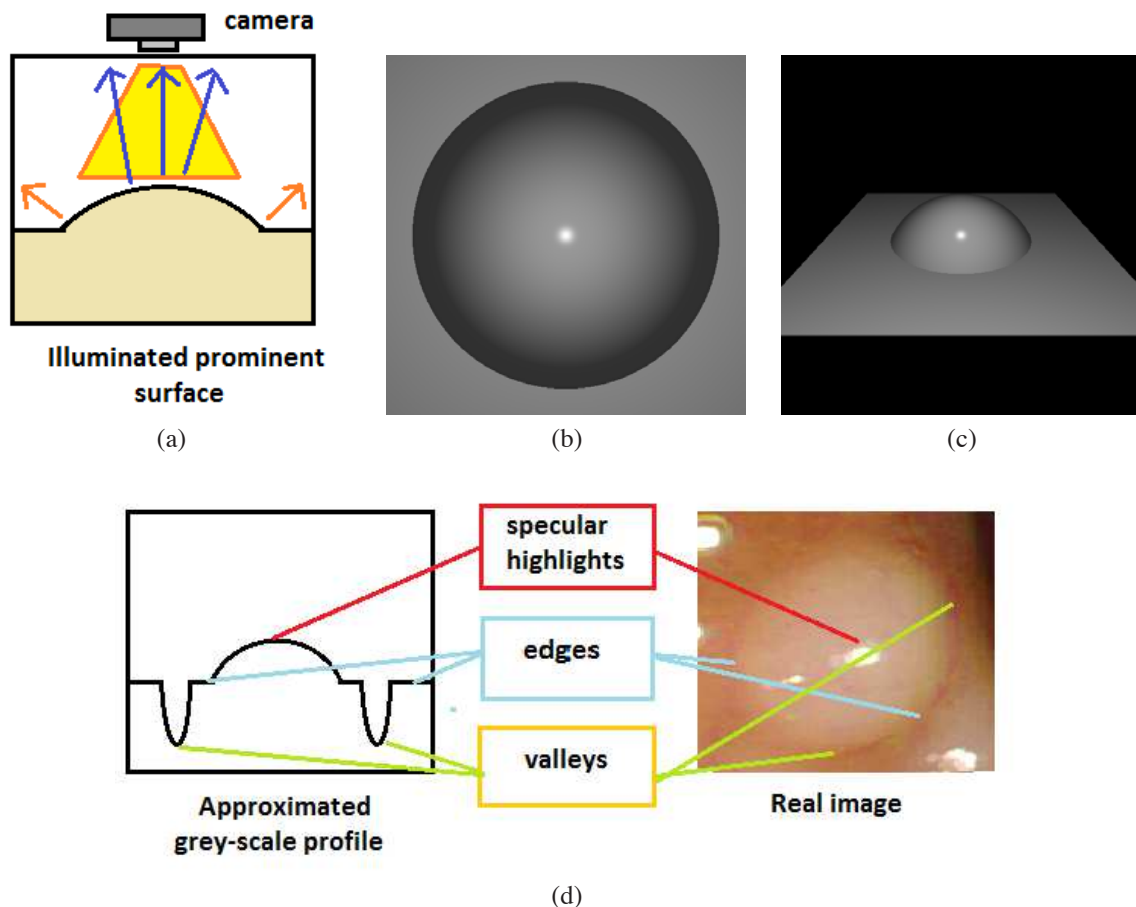 camera
Illuminated prominent
surface
(a)
(b)
(c)
specular
highlights
edges
valleys
Approximated
grey-scale profile
Real image
(d)